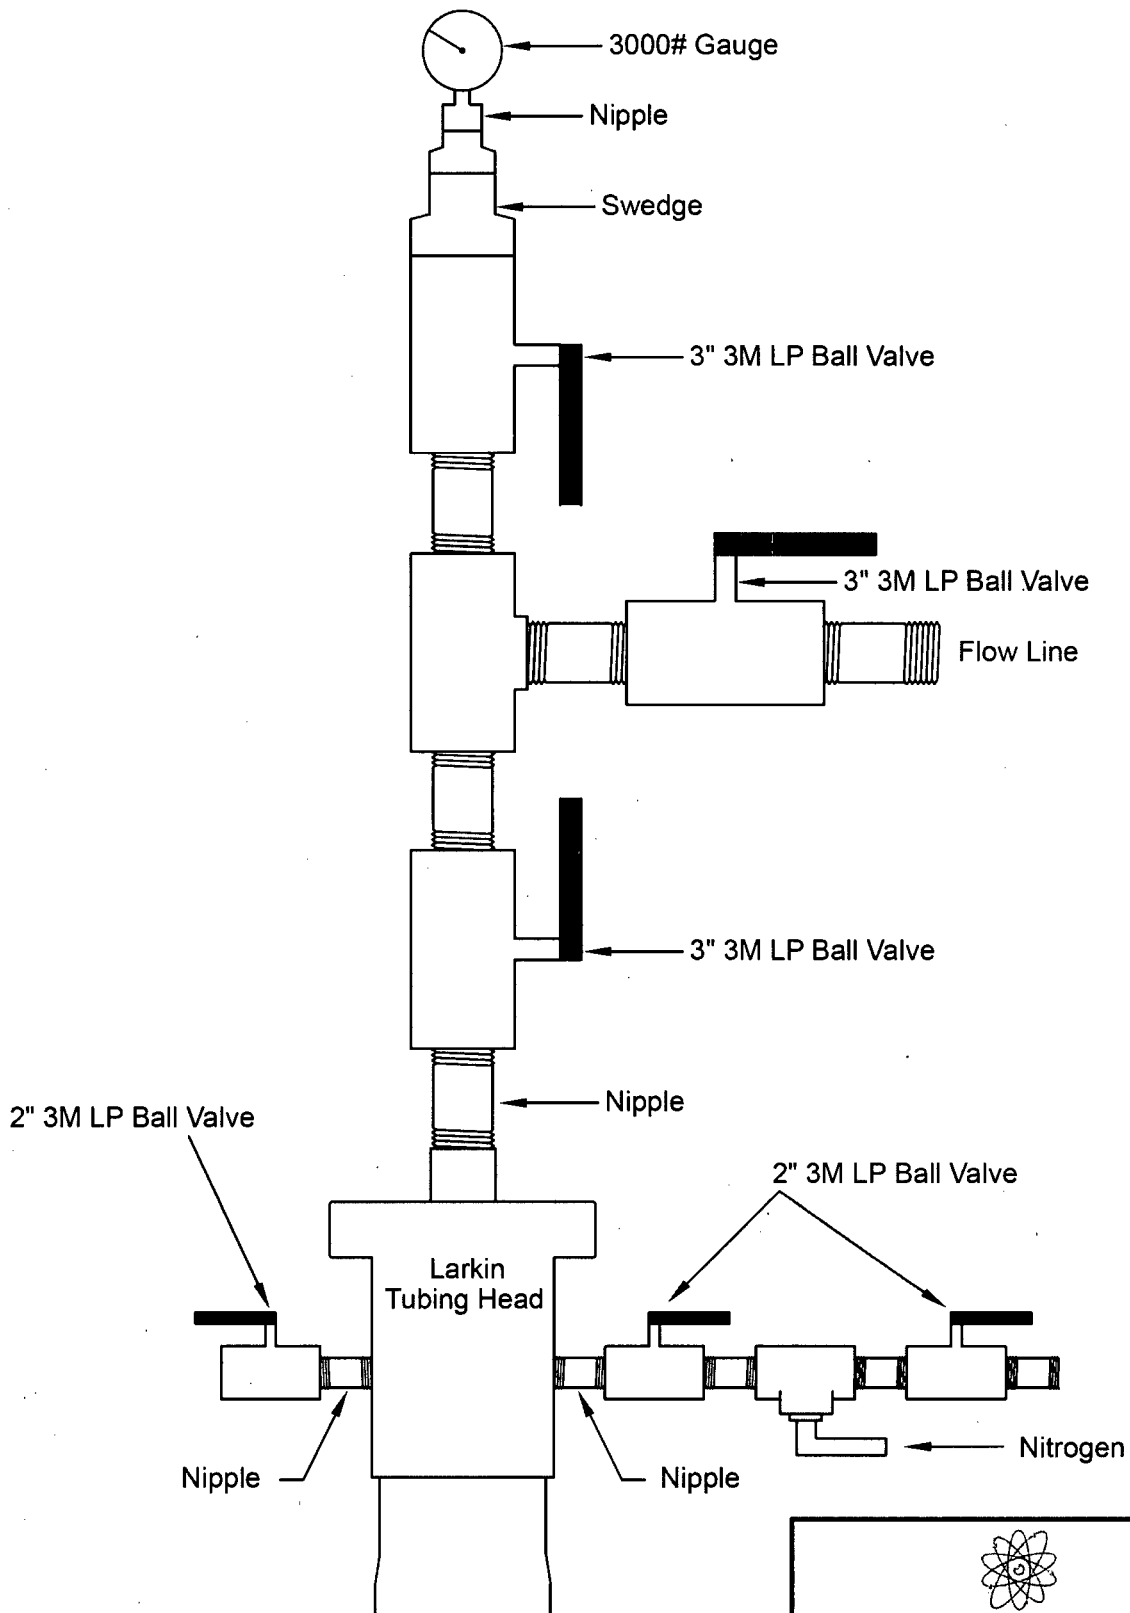 3000# Gauge
Nipple
Swedge
3" 3M LP Ball Valve
3" 3M LP Ball Valve
Flow Line
3" 3M LP Ball Valve
Nipple
2" 3M LP Ball Valve
2" 3M LP Ball Valve
Larkin
Tubing Head
Nitrogen
Nipple
Nipple